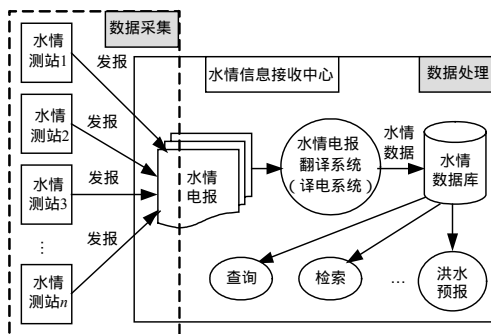 数据采集
水情
测站1
发报
水情信息接收中心
数据处理
水情
测站2
发报
水情
测站3
发报
⋮
水情
测站n
发报
水情
电报
水情电报
翻译系统
（译电系统）
水情
数据
水情
数据库
查询
检索
…
洪水
预报